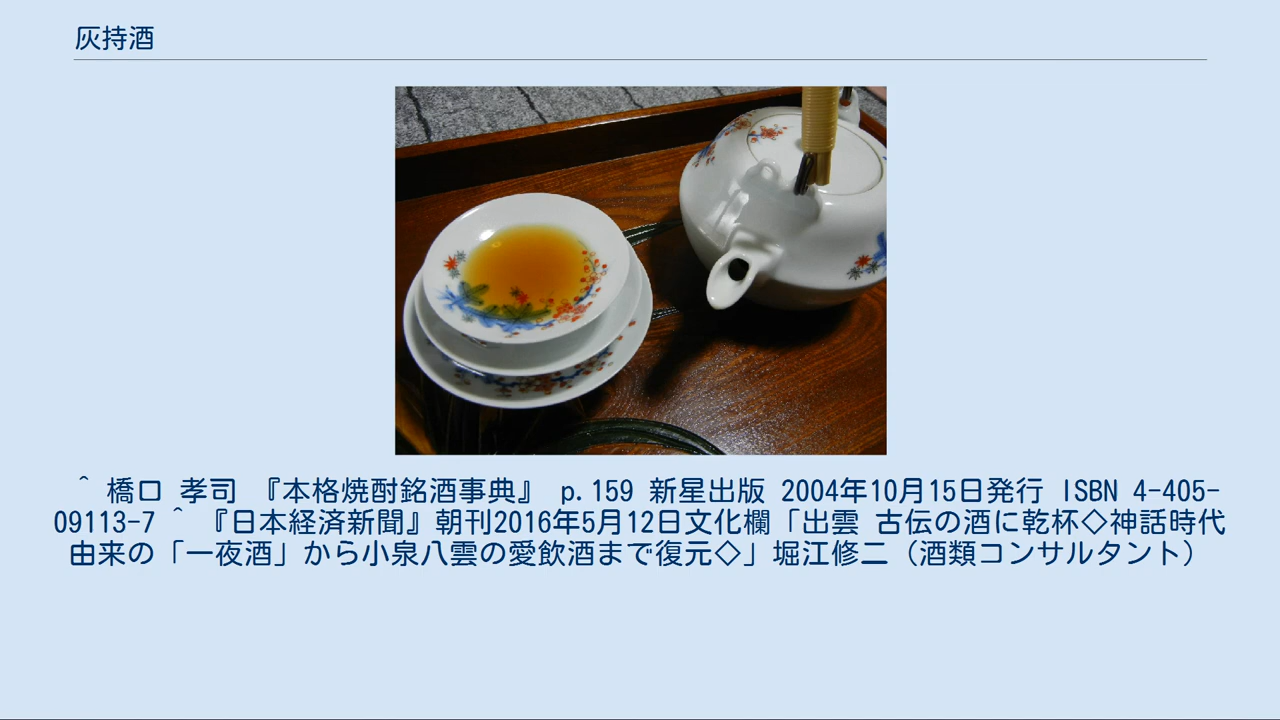 灰持酒
^ 橋口 孝司 『本格焼酎銘酒事典』 p.159 新星出版 2004年10月15日発行 ISBN 4-405-
09113-7 ^ 『日本経済新聞』朝刊2016年5月12日文化欄「出雲 古伝の酒に乾杯◇神話時代
由来の「一夜酒」から小泉八雲の愛飲酒まで復元◇」堀江修二（酒類コンサルタント）